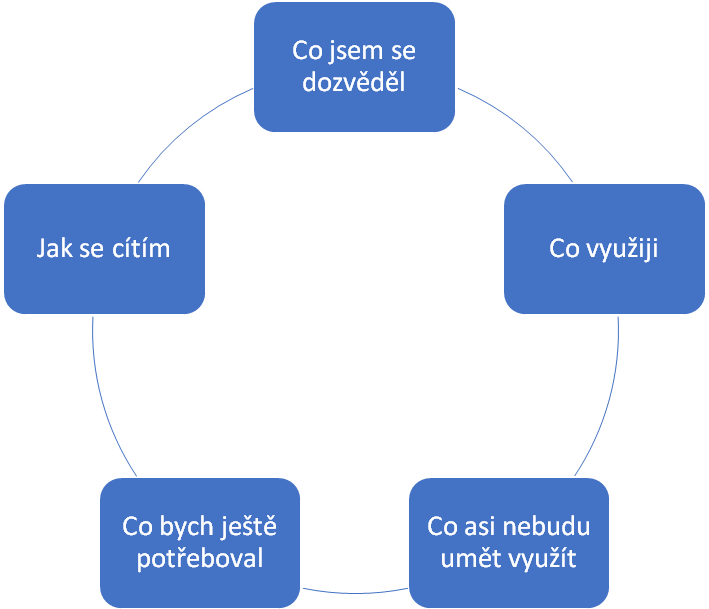 Co jsem se
dozvěděl
Co využiji
Co asi nebudu
umět využít
Co bych ještě
potřeboval
Jak se cítím